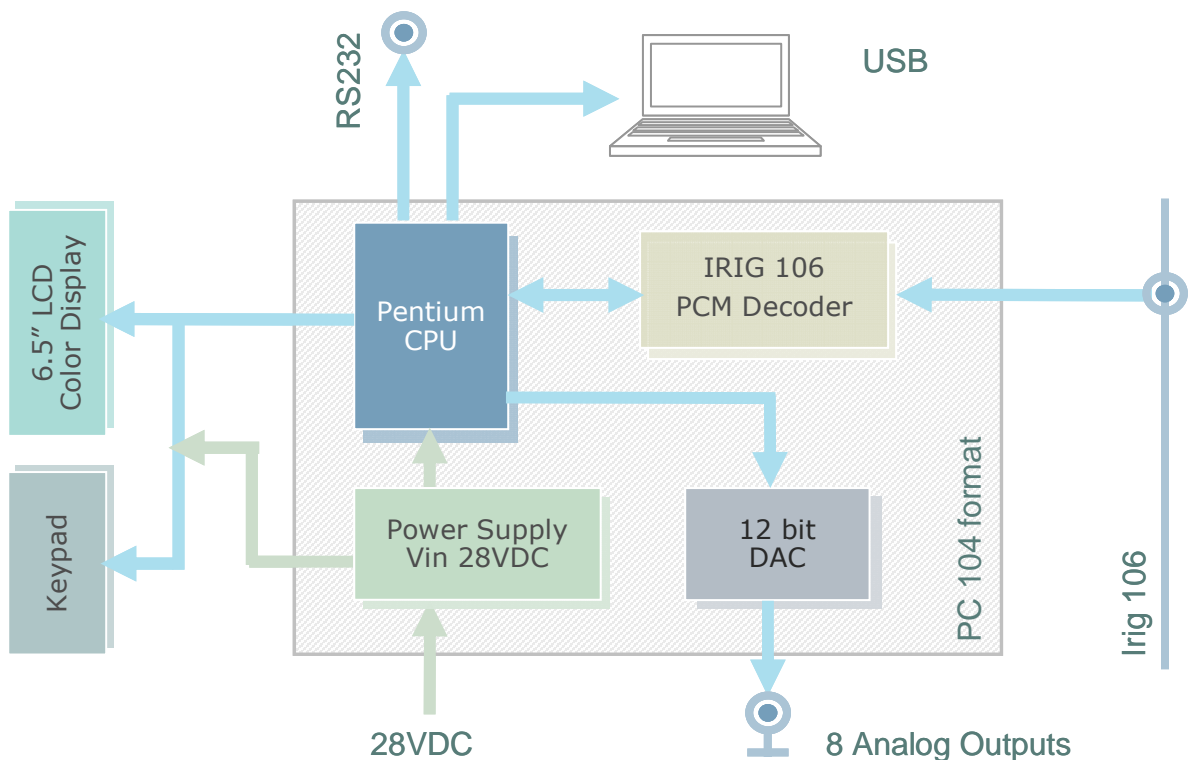 RS232
USB
6.5” LCD
Color Display
Pentium
CPU
IRIG 106
PCM Decoder
Keypad
Power Supply
Vin 28VDC
12 bit
DAC
PC 104 format
Irig 106
28VDC
8 Analog Outputs